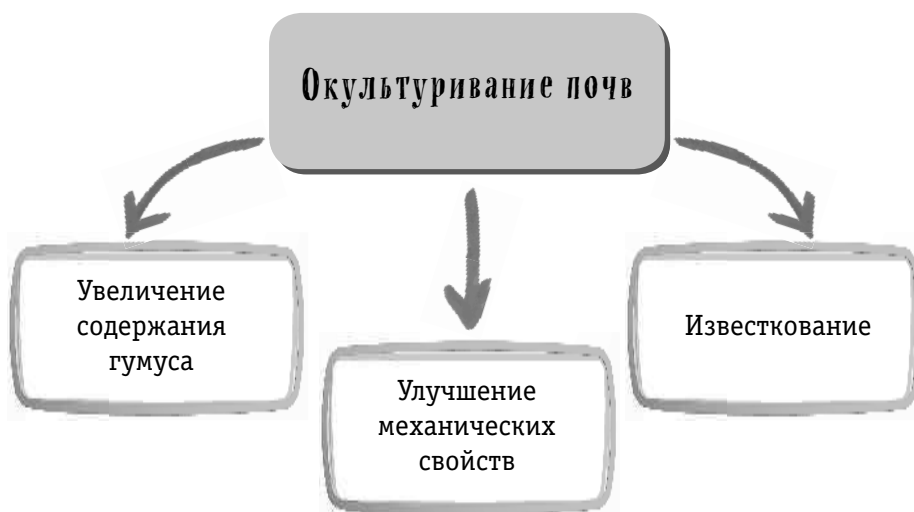 Окультуривание почв
Увеличение
содержания
гумуса
Улучшение
механических
свойств
Известкование